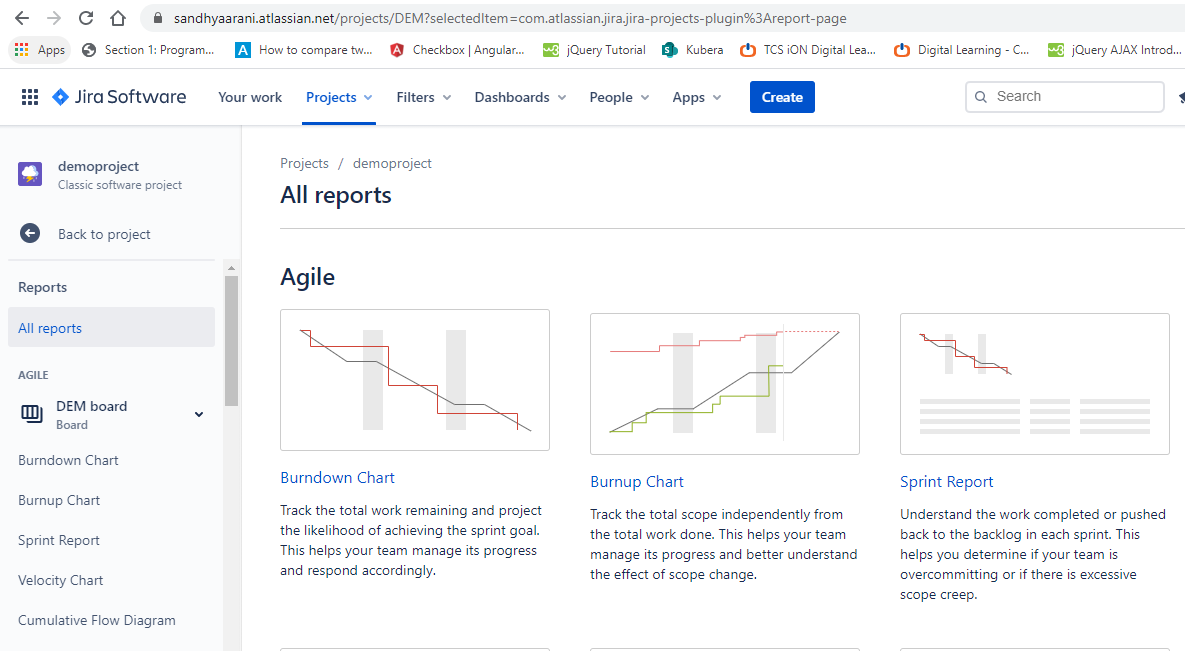 sandhyaarani.atlassian.net/projects/DEM?selectedItem=com.atlassian.jira.jira-projects-plugin%3Areport-page
Apps
Section 1: Program...
A
How to compare tw...
A
Checkbox | Angular...
w3
jQuery Tutorial
S
Kubera
TCS iON Digital Lea...
Digital Learning - C...
w3
jQuery AJAX Introd...
Jira Software
Your work
Projects
Filters
Dashboards
People
Apps
Create
Search
demoproject
Classic software project
Back to project
Reports
All reports
AGILE
DEM board
Board
Burndown Chart
Burnup Chart
Sprint Report
Velocity Chart
Cumulative Flow Diagram
Projects / demoproject
All reports
Agile
Burndown Chart
Track the total work remaining and project
the likelihood of achieving the sprint goal.
This helps your team manage its progress
and respond accordingly.
Burnup Chart
Track the total scope independently from
the total work done. This helps your team
manage its progress and better understand
the effect of scope change.
Sprint Report
Understand the work completed or pushed
back to the backlog in each sprint. This
helps you determine if your team is
overcommitting or if there is excessive
scope creep.